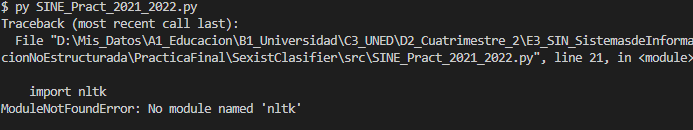 $ py SINE_Pract_2021_2022.py
Traceback (most recent call last):
  File "D:\Mis_Datos\A1_Educacion\B1_Universidad\C3_UNED\D2_Cuatrimestre_2\E3_SIN_SistemasdeInforma
cionNoEstructurada\PracticaFinal\SexistClasifier\src\SINE_Pract_2021_2022.py", line 21, in <module>
    import nltk
ModuleNotFoundError: No module named 'nltk'